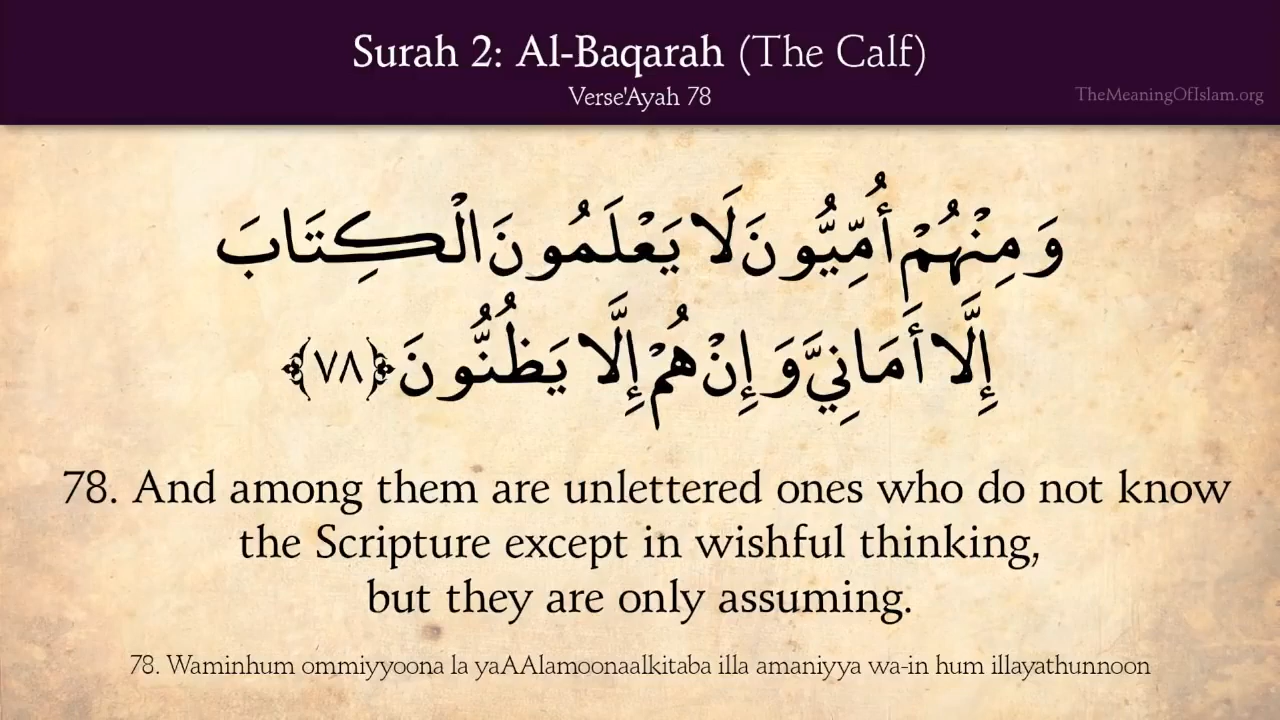 Surah 2: Al-Baqarah (The Calf)
Verse'Ayah 78
TheMeaningOfIslam.org
وَمِنْهُمْ أُمِّيُّونَ لَا يَعْلَمُونَ الْكِتَابَ
إِلَّا أَمَانِيَّ وَإِنْ هُمْ إِلَّا يَظُنُّونَ ﴿٧٨﴾
78. And among them are unlettered ones who do not know
the Scripture except in wishful thinking,
but they are only assuming.
78. Waminhum ommiyyoona la yaAAlamoonaalkitaba illa amaniyya wa-in hum illayathunnoon